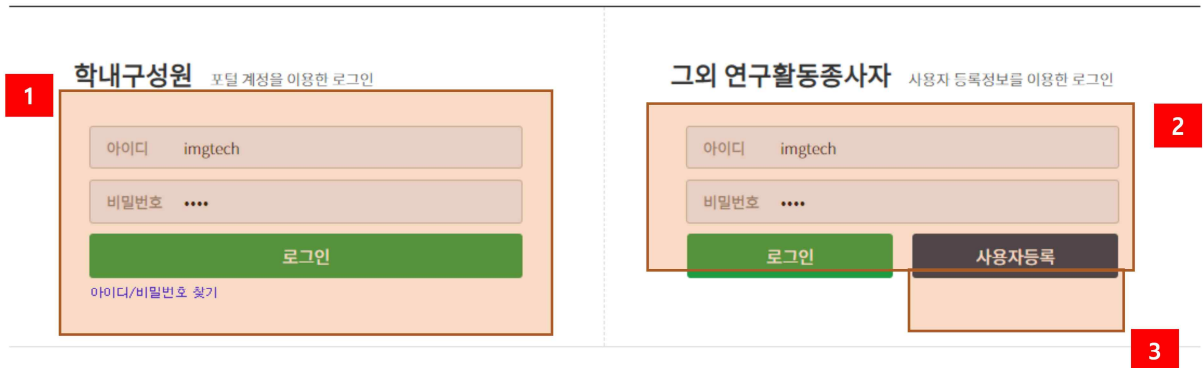 1
학내구성원 포털 계정을 이용한 로그인
아이디 imgtech
비밀번호 ••••
로그인
아이디/비밀번호 찾기
그외 연구활동종사자 사용자 등록정보를 이용한 로그인
2
아이디 imgtech
비밀번호 ••••
로그인 사용자등록
3